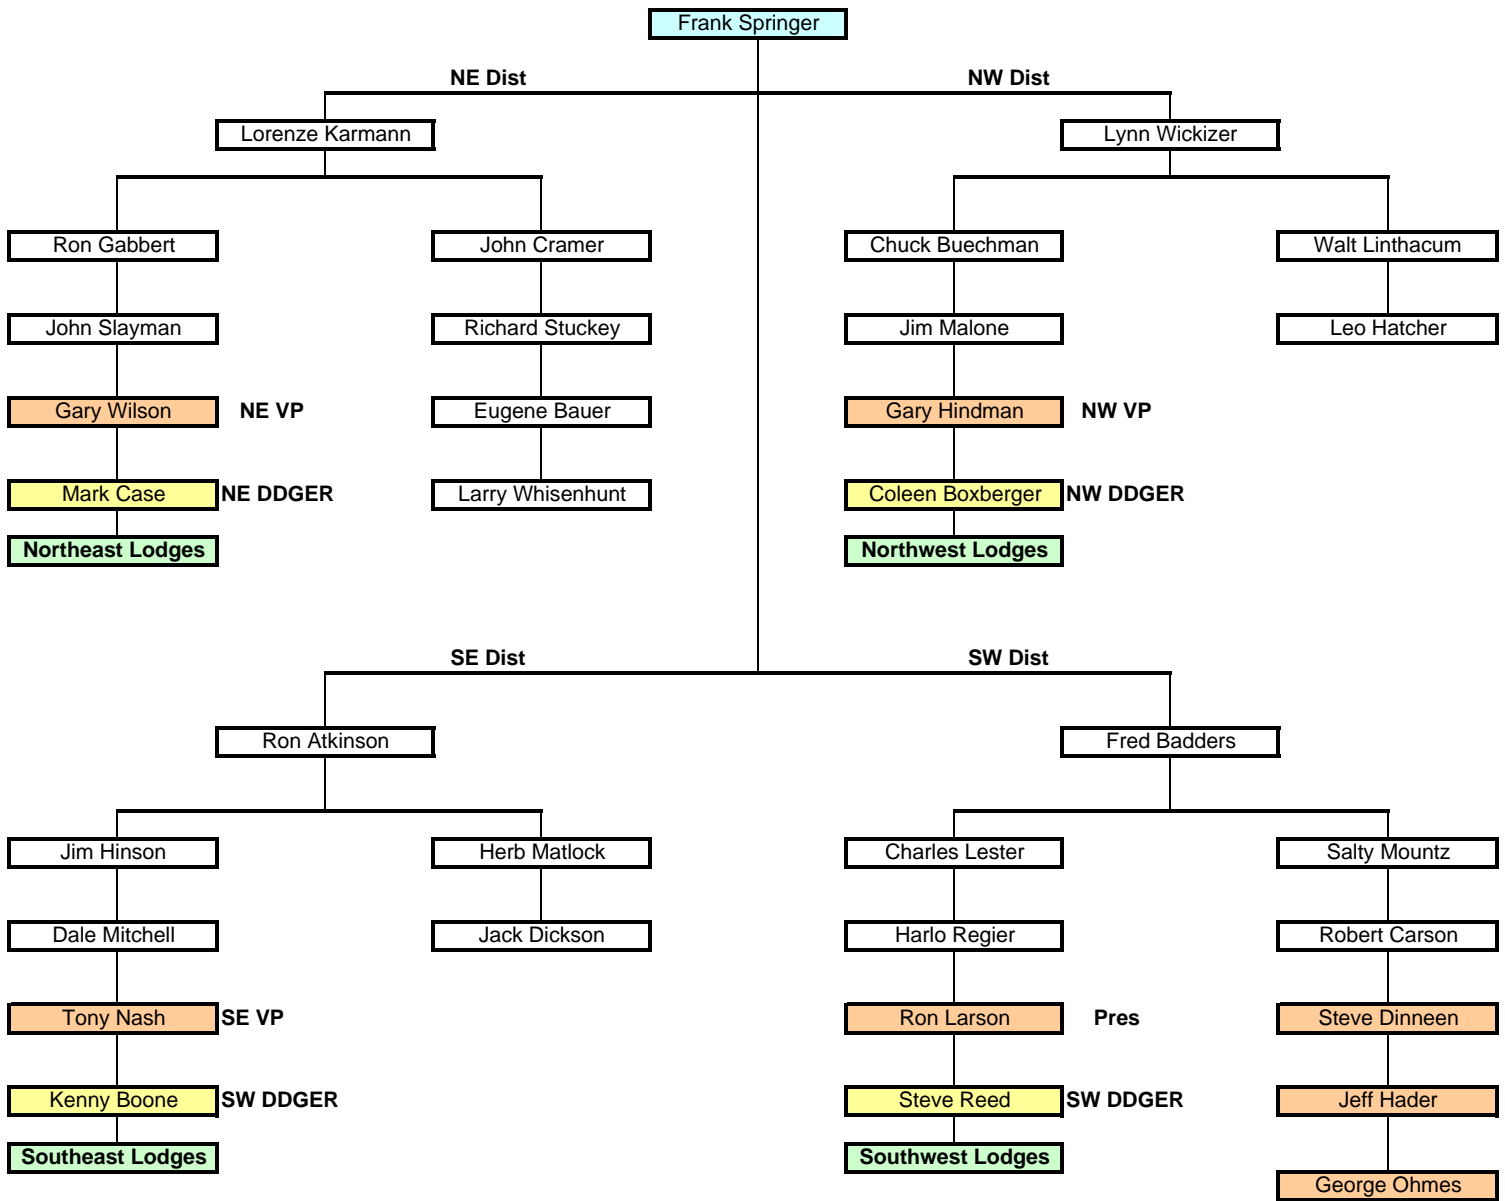 Frank Springer
NE Dist
NW Dist
Lorenze Karmann
Lynn Wickizer
Ron Gabbert
John Cramer
Chuck Buechman
Walt Linthacum
John Slayman
Richard Stuckey
Jim Malone
Leo Hatcher
Gary Wilson
NE VP
Eugene Bauer
Gary Hindman
NW VP
Mark Case
NE DDGER
Larry Whisenhunt
Coleen Boxberger
NW DDGER
Northeast Lodges
Northwest Lodges
SE Dist
SW Dist
Ron Atkinson
Fred Badders
Jim Hinson
Herb Matlock
Charles Lester
Salty Mountz
Dale Mitchell
Jack Dickson
Harlo Regier
Robert Carson
Tony Nash
SE VP
Ron Larson
Pres
Steve Dinneen
Kenny Boone
SW DDGER
Steve Reed
SW DDGER
Jeff Hader
Southeast Lodges
Southwest Lodges
George Ohmes